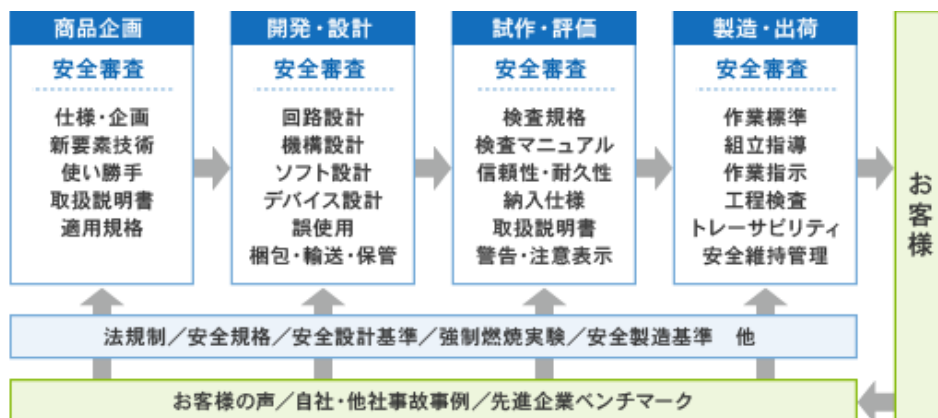 商品企画
安全審査
仕様・企画
新要素技術
使い勝手
取扱説明書
適用規格
開発・設計
安全審査
回路設計
機構設計
ソフト設計
デバイス設計
誤使用
梱包・輸送・保管
試作・評価
安全審査
検査規格
検査マニュアル
信頼性・耐久性
納入仕様
取扱説明書
警告・注意表示
製造・出荷
安全審査
作業標準
組立指導
作業指示
工程検査
トレーサビリティ
安全維持管理
お客様
法規制／安全規格／安全設計基準／強制燃焼実験／安全製造基準　他
お客様の声／自社・他社事故事例／先進企業ベンチマーク